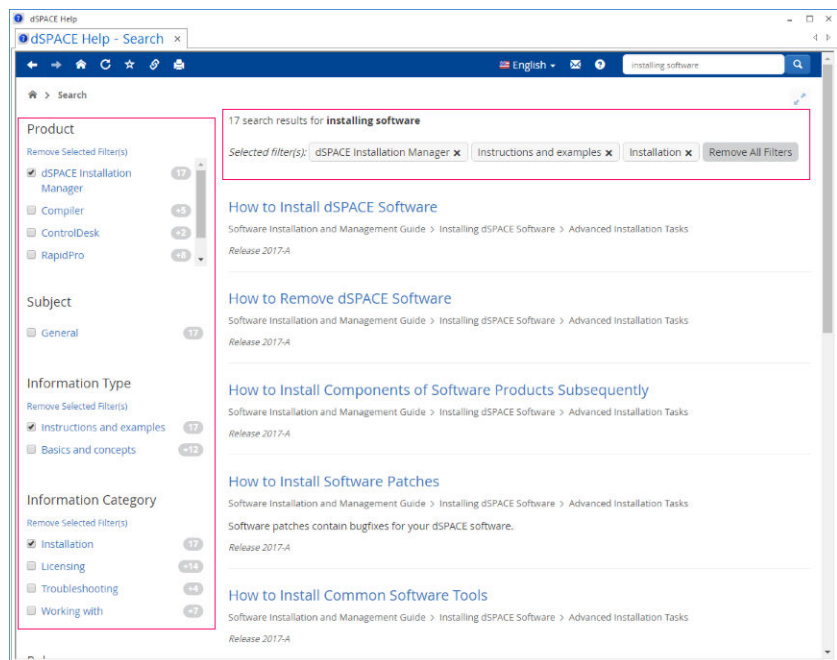 dSPACE Help
dSPACE Help - Search ×
English
installing software
> Search
Product
Remove Selected Filter(s)
dSPACE Installation Manager 17
Compiler +5
ControlDesk +2
RapidPro +8
Subject
General 17
Information Type
Remove Selected Filter(s)
Instructions and examples 17
Basics and concepts +12
Information Category
Remove Selected Filter(s)
Installation 17
Licensing +14
Troubleshooting +4
Working with +7
17 search results for installing software
Selected filter(s): dSPACE Installation Manager x Instructions and examples x Installation x Remove All Filters
How to Install dSPACE Software
Software Installation and Management Guide > Installing dSPACE Software > Advanced Installation Tasks
Release 2017-A
How to Remove dSPACE Software
Software Installation and Management Guide > Installing dSPACE Software > Advanced Installation Tasks
Release 2017-A
How to Install Components of Software Products Subsequently
Software Installation and Management Guide > Installing dSPACE Software > Advanced Installation Tasks
Release 2017-A
How to Install Software Patches
Software Installation and Management Guide > Installing dSPACE Software > Advanced Installation Tasks
Software patches contain bugfixes for your dSPACE software.
Release 2017-A
How to Install Common Software Tools
Software Installation and Management Guide > Installing dSPACE Software > Advanced Installation Tasks
Release 2017-A